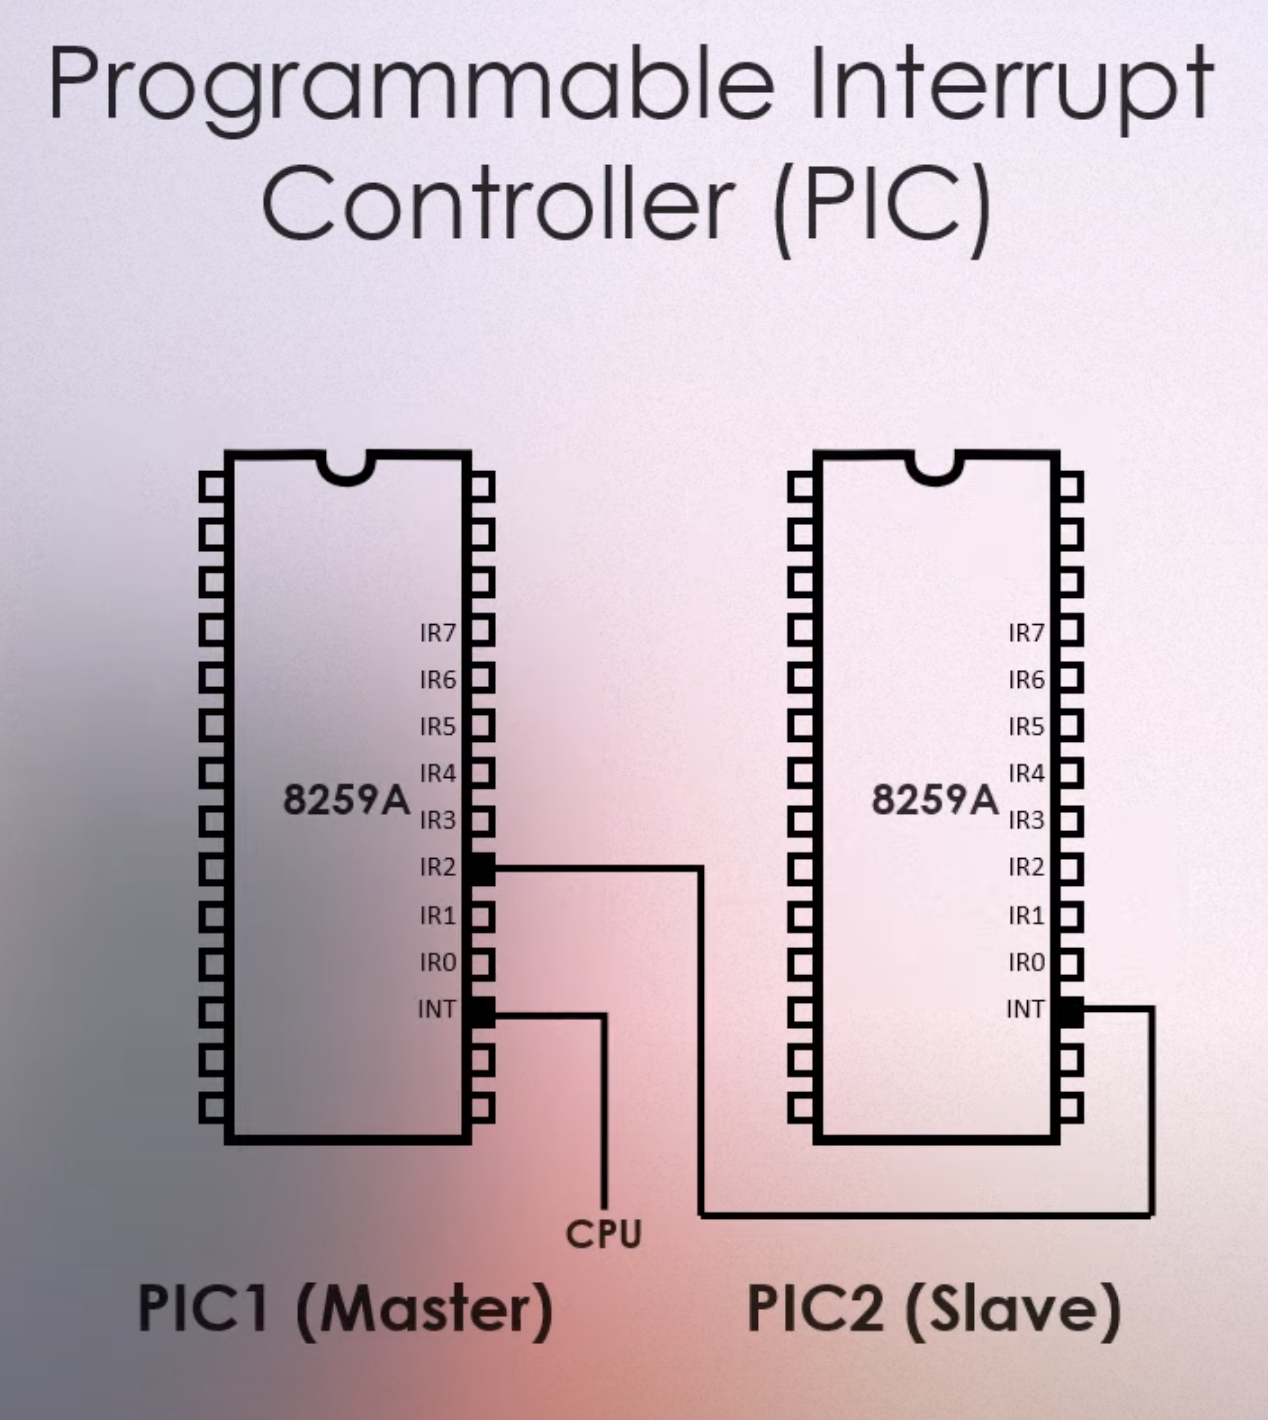 Programmable Interrupt
Controller (PIC)
IR7
IR6
IR5
IR4
8259A
IR3
IR2
IR1
IR0
INT
IR7
IR6
IR5
IR4
8259A
IR3
IR2
IR1
IR0
INT
CPU
PIC1 (Master)
PIC2 (Slave)